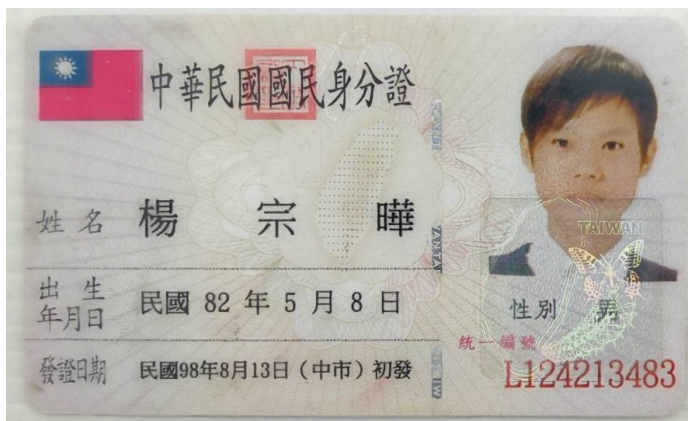 中華民國國民身分證
TAIWAN
姓名 楊宗曄
出生年月日 民國 82 年 5 月 8 日
性別 男
統一編號
L124213483
發證日期 民國98年8月13日（中市）初發